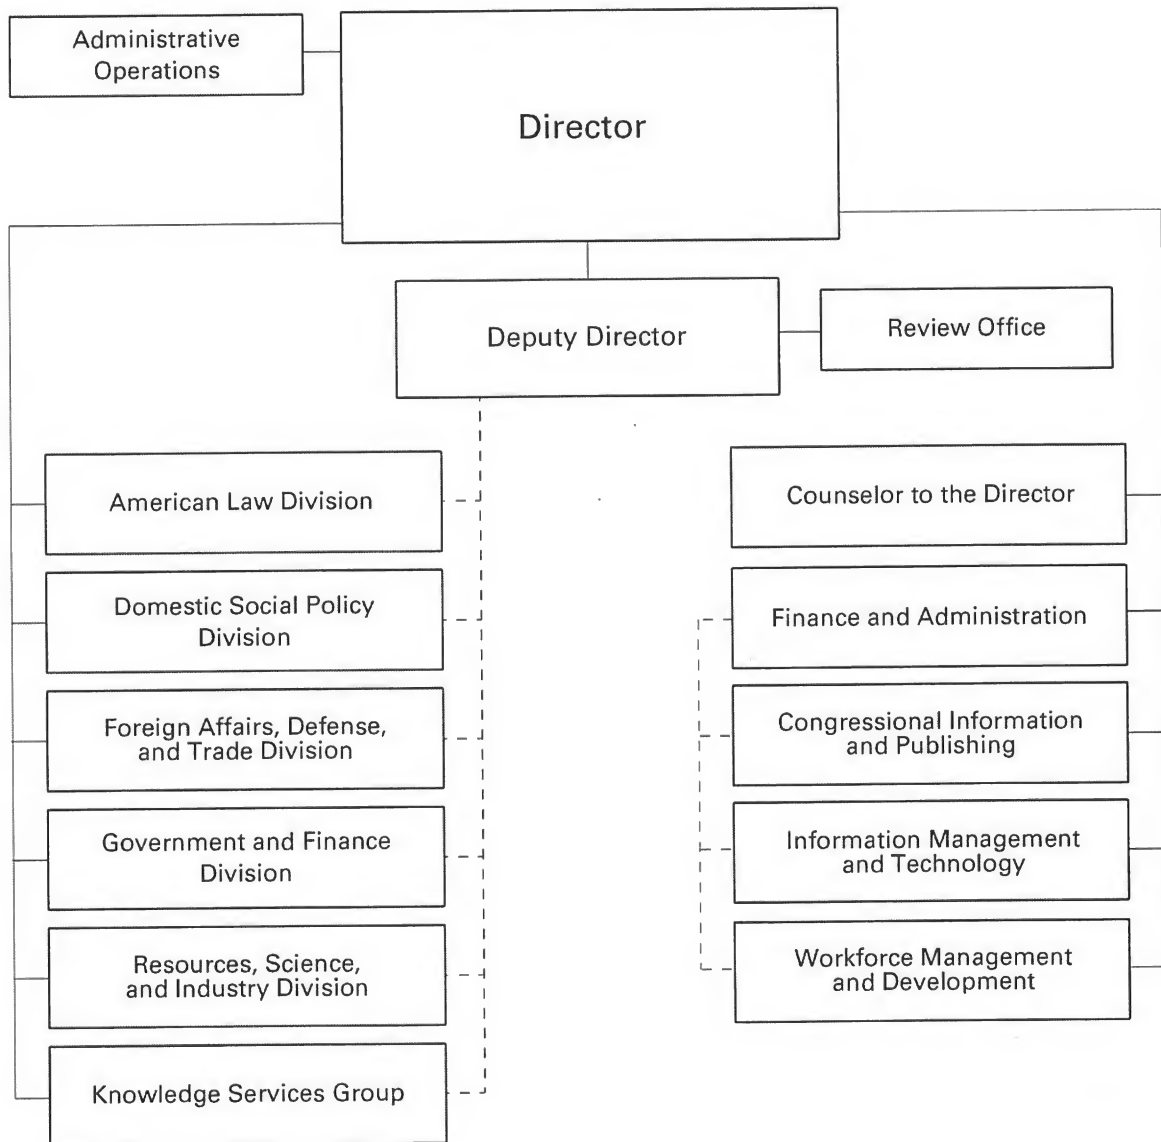 Administrative
Operations
Director
Deputy Director
Review Office
American Law Division
Domestic Social Policy
Division
Foreign Affairs, Defense,
and Trade Division
Government and Finance
Division
Resources, Science,
and Industry Division
Knowledge Services Group
Counselor to the Director
Finance and Administration
Congressional Information
and Publishing
Information Management
and Technology
Workforce Management
and Development